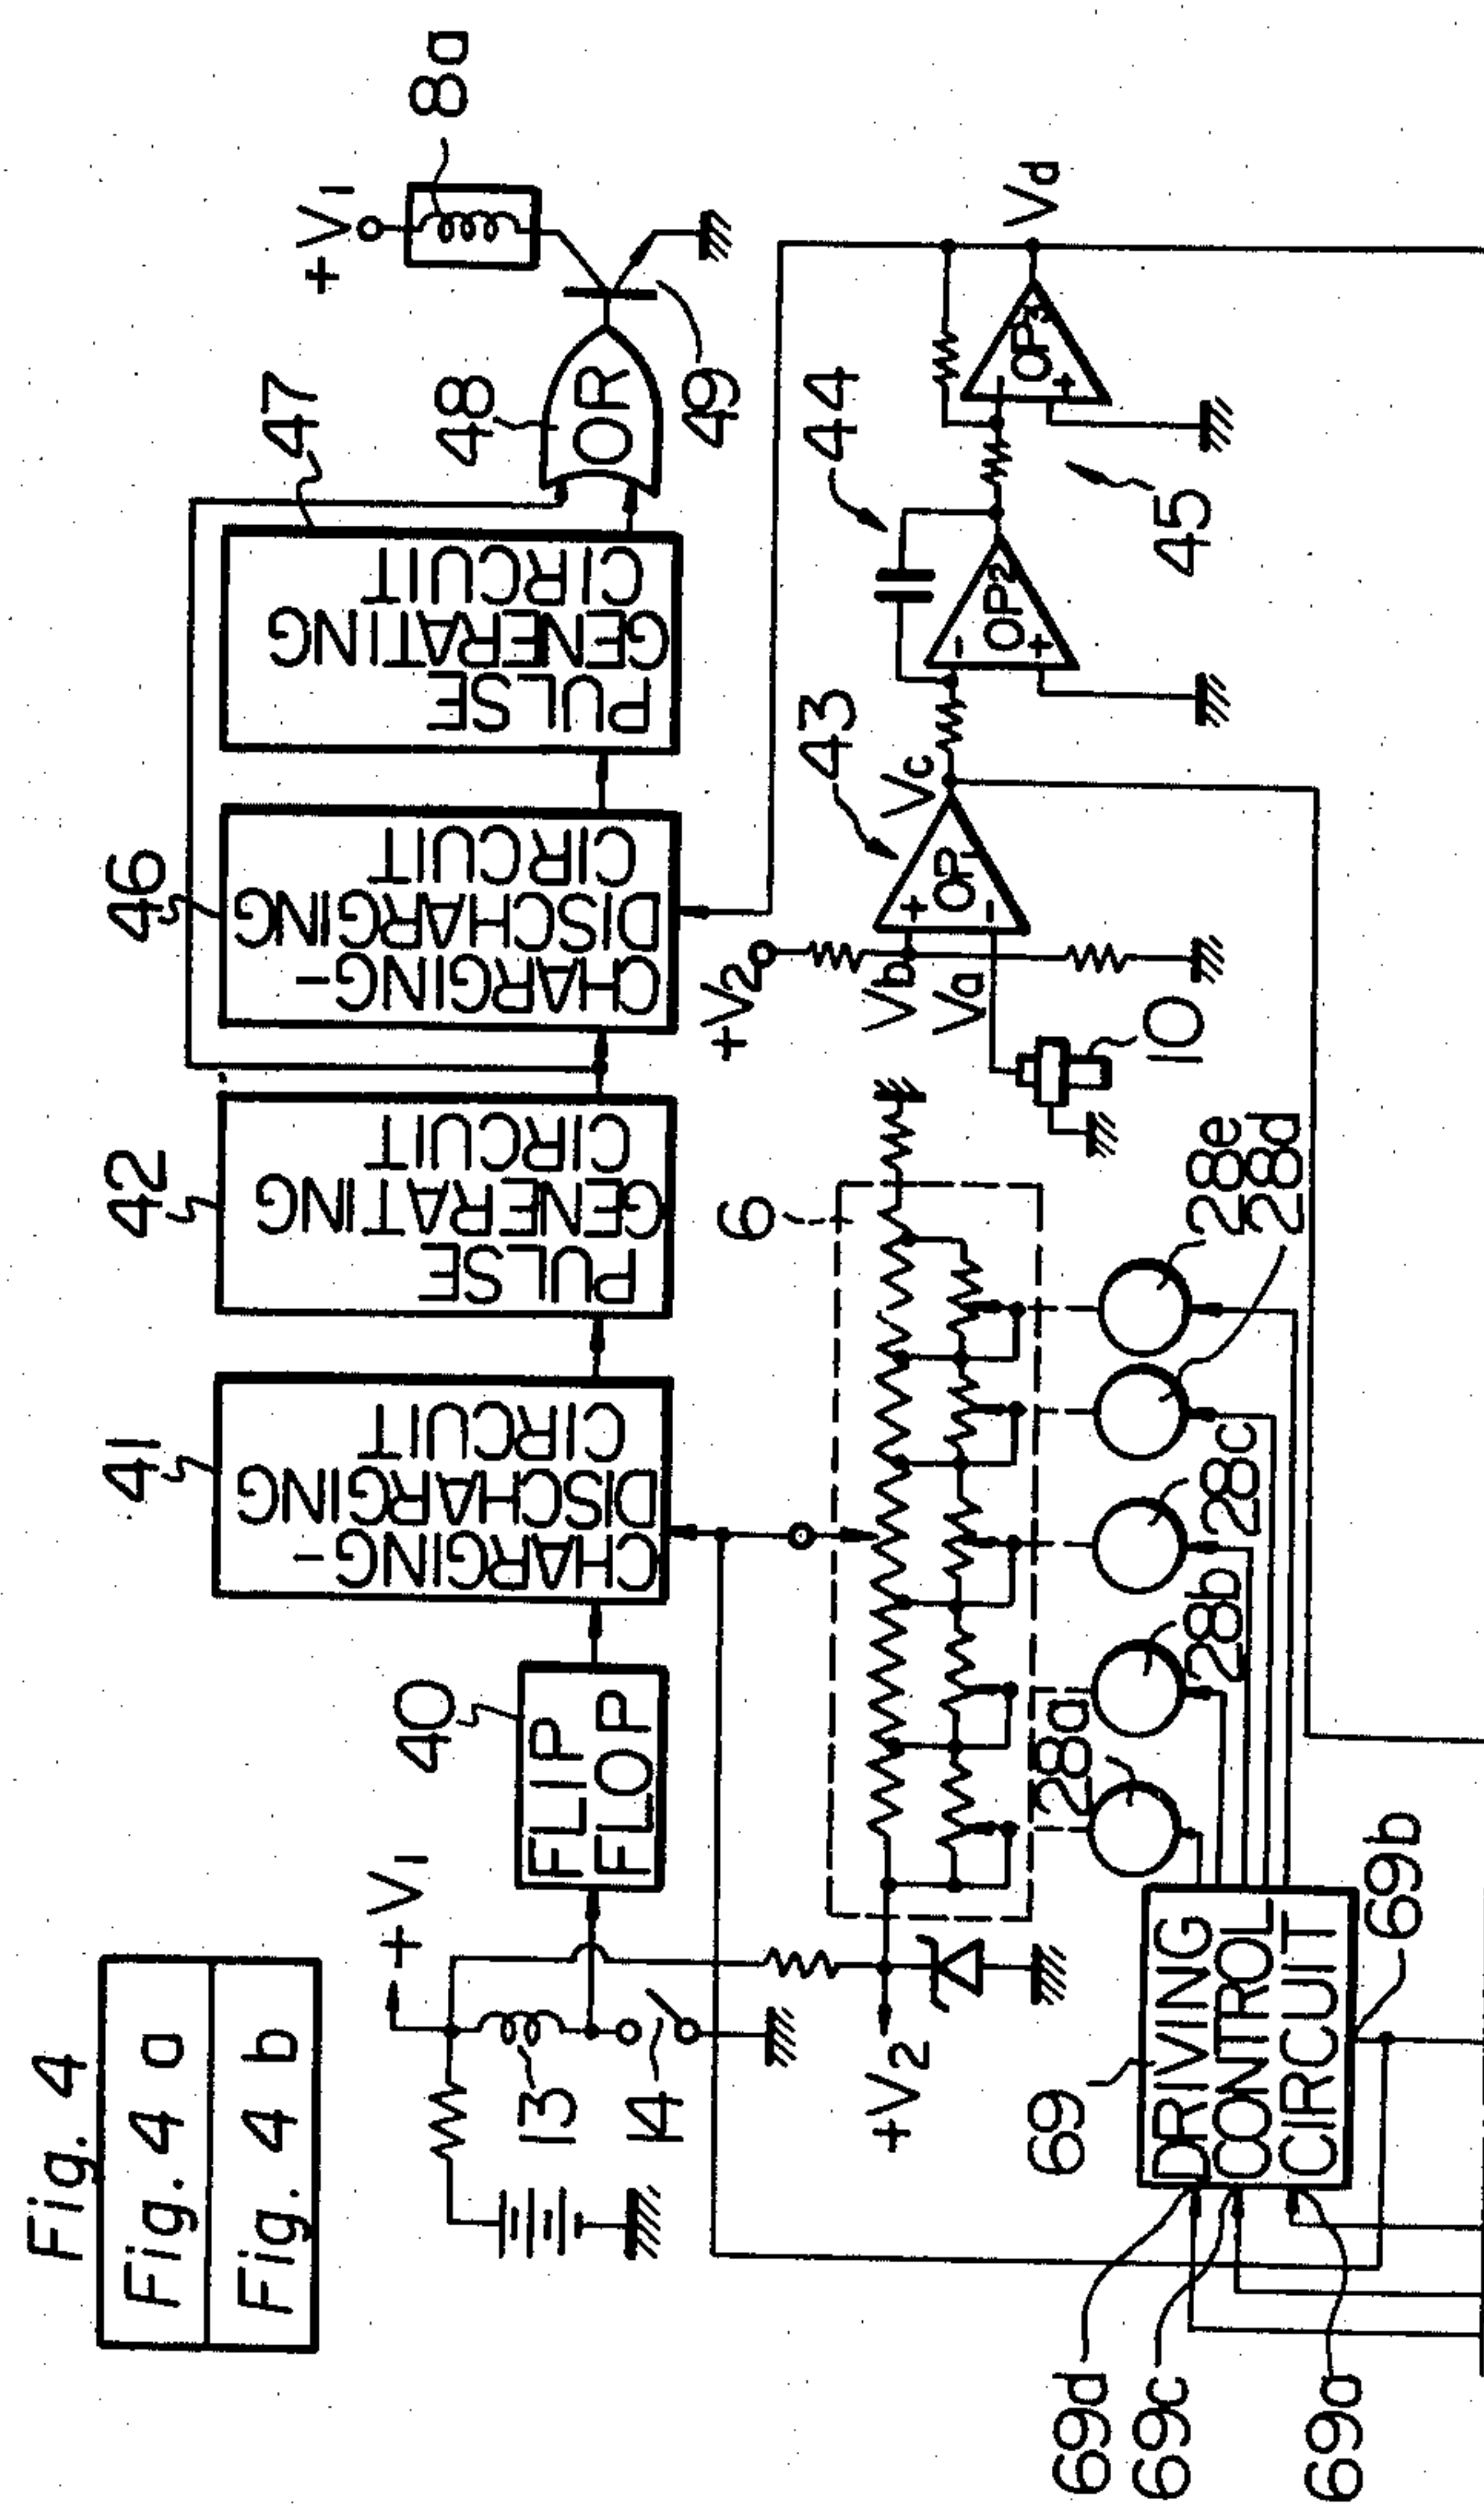 Fig. 4
Fig. 4 a
Fig. 4 b
+V1
13
14
+V2
40
FLIP
FLOP
41
CHARGING-
DISCHARGING
CIRCUIT
42
PULSE
GENERATING
CIRCUIT
46
CHARGING-
DISCHARGING
CIRCUIT
47
PULSE
GENERATING
CIRCUIT
48
OR
49
+V1
8a
6
+V2
Vb
Va
10
+
OP1
-
Vc
43
-
OP2
+
44
-
OP3
+
45
Vd
28a
28b
28c
28d
28e
69
DRIVING
CONTROL
CIRCUIT
69b
69d
69c
69a